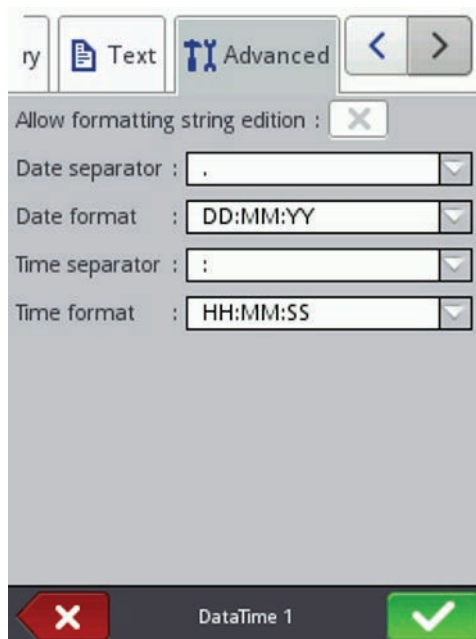 ry Text Advanced
Allow formatting string edition :
Date separator : .
Date format : DD:MM:YY
Time separator : :
Time format : HH:MM:SS
DataTime 1